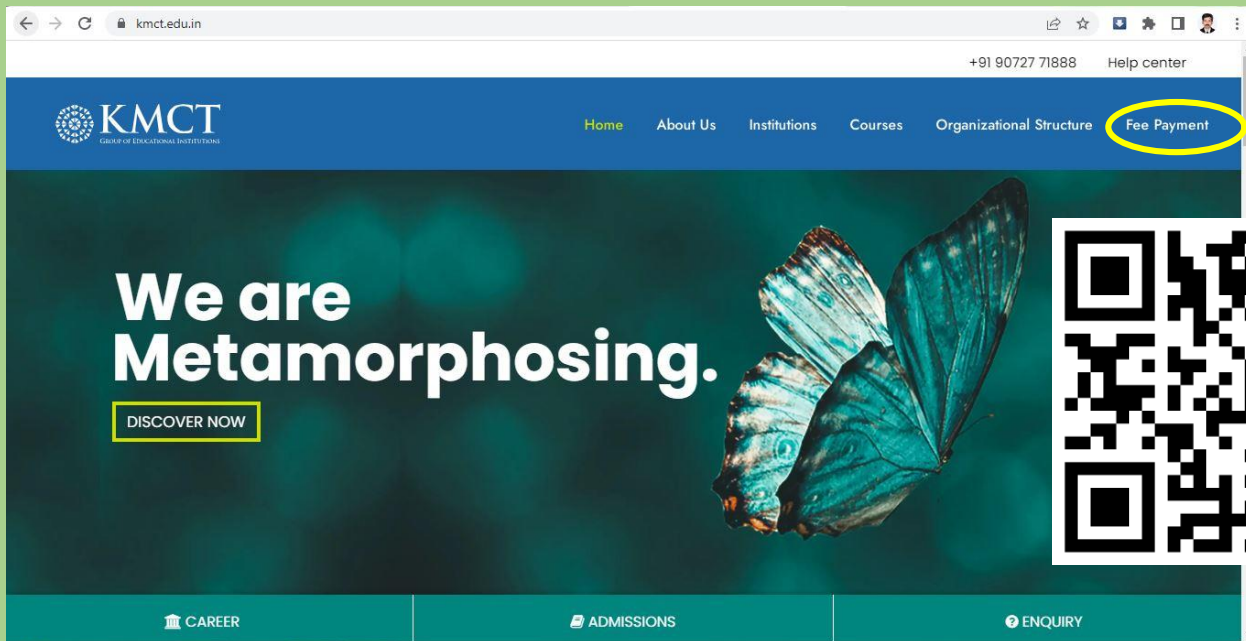 kmct.edu.in
+91 90727 71888 Help center
KMCT
GROUP OF EDUCATIONAL INSTITUTIONS
Home About Us Institutions Courses Organizational Structure Fee Payment
We are
Metamorphosing.
DISCOVER NOW
CAREER ADMISSIONS ENQUIRY